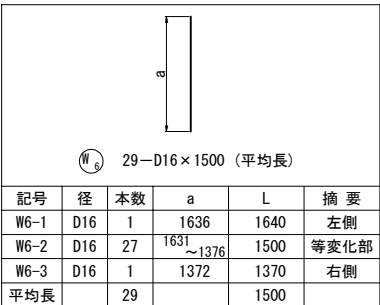 a
W6 29-D16×1500 (平均長)
記号 径 本数 a L 摘 要
W6-1 D16 1 1636 1640 左側
W6-2 D16 27 1631～1376 1500 等変化部
W6-3 D16 1 1372 1370 右側
平均長 29 1500